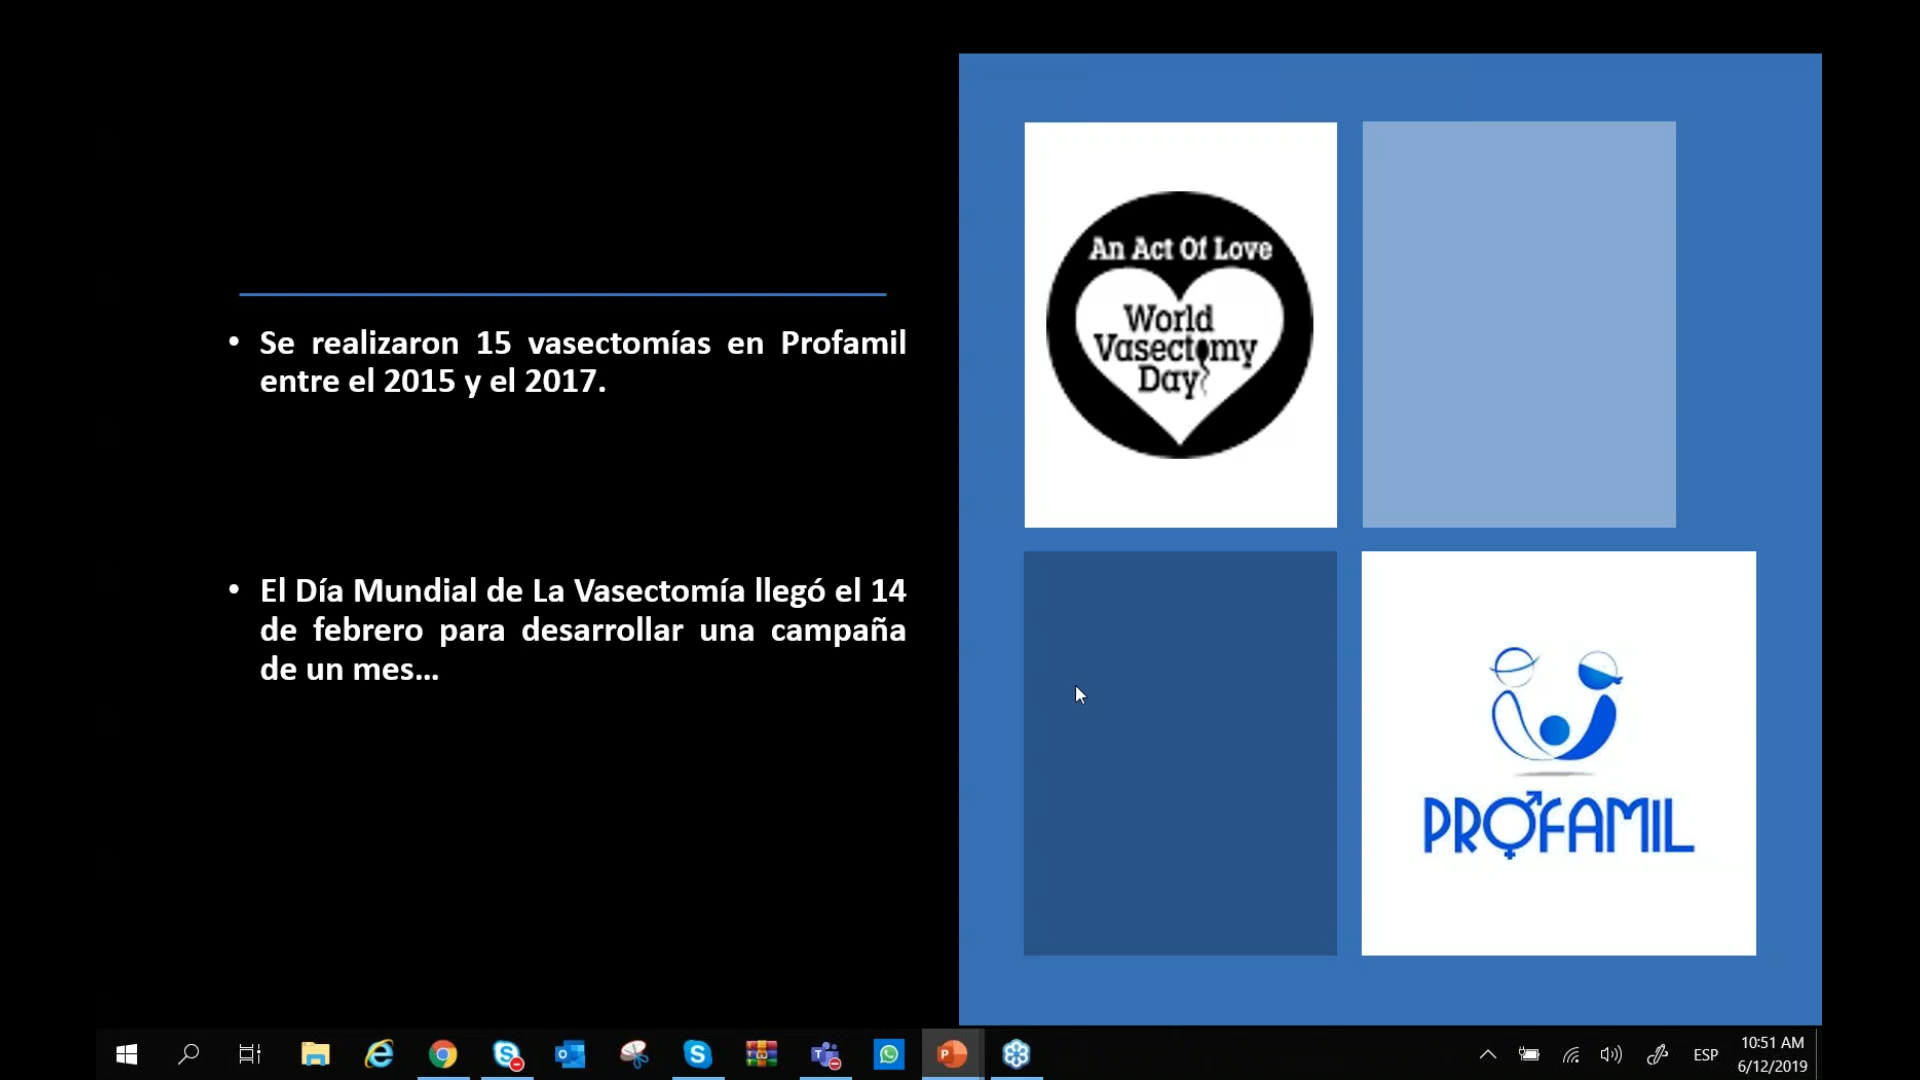 Se realizaron 15 vasectomías en Profamil
entre el 2015 y el 2017.
El Día Mundial de La Vasectomía llegó el 14
de febrero para desarrollar una campaña
de un mes...
An Act Of Love
World
Vasectomy
Day
PROFAMIL
ESP
10:51 AM
6/12/2019